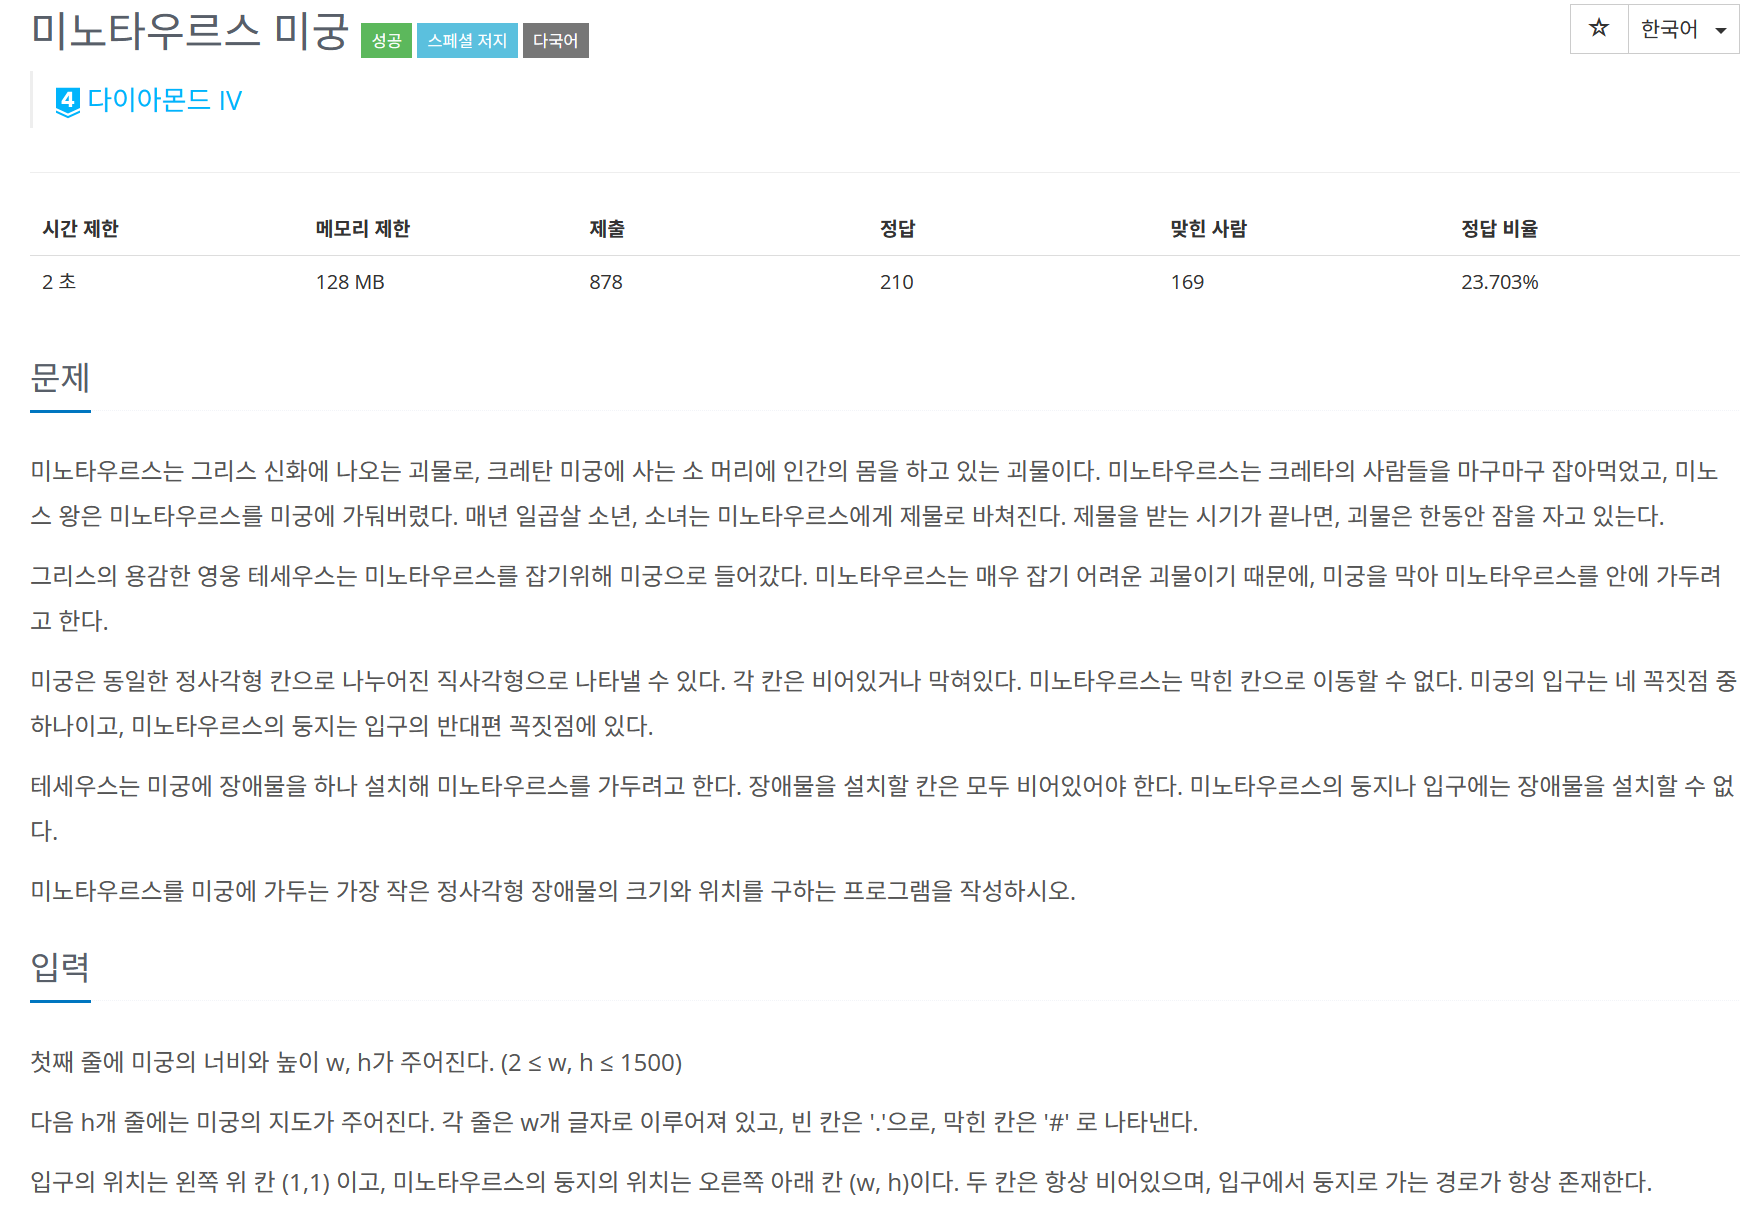 미노타우르스 미궁 성공 스페셜 저지 다국어 ☆ 한국어
4 다이아몬드 IV
시간 제한 메모리 제한 제출 정답 맞힌 사람 정답 비율
2 초 128 MB 878 210 169 23.703%
문제
미노타우르스는 그리스 신화에 나오는 괴물로, 크레탄 미궁에 사는 소 머리에 인간의 몸을 하고 있는 괴물이다. 미노타우르스는 크레타의 사람들을 마구마구 잡아먹었고, 미노
스 왕은 미노타우르스를 미궁에 가둬버렸다. 매년 일곱살 소년, 소녀는 미노타우르스에게 제물로 바쳐진다. 제물을 받는 시기가 끝나면, 괴물은 한동안 잠을 자고 있는다.
그리스의 용감한 영웅 테세우스는 미노타우르스를 잡기위해 미궁으로 들어갔다. 미노타우르스는 매우 잡기 어려운 괴물이기 때문에, 미궁을 막아 미노타우르스를 안에 가두려
고 한다.
미궁은 동일한 정사각형 칸으로 나누어진 직사각형으로 나타낼 수 있다. 각 칸은 비어있거나 막혀있다. 미노타우르스는 막힌 칸으로 이동할 수 없다. 미궁의 입구는 네 꼭짓점 중
하나이고, 미노타우르스의 둥지는 입구의 반대편 꼭짓점에 있다.
테세우스는 미궁에 장애물을 하나 설치해 미노타우르스를 가두려고 한다. 장애물을 설치할 칸은 모두 비어있어야 한다. 미노타우르스의 둥지나 입구에는 장애물을 설치할 수 없
다.
미노타우르스를 미궁에 가두는 가장 작은 정사각형 장애물의 크기와 위치를 구하는 프로그램을 작성하시오.
입력
첫째 줄에 미궁의 너비와 높이 w, h가 주어진다. (2 ≤ w, h ≤ 1500)
다음 h개 줄에는 미궁의 지도가 주어진다. 각 줄은 w개 글자로 이루어져 있고, 빈 칸은 '.'으로, 막힌 칸은 '#' 로 나타낸다.
입구의 위치는 왼쪽 위 칸 (1,1) 이고, 미노타우르스의 둥지의 위치는 오른쪽 아래 칸 (w, h)이다. 두 칸은 항상 비어있으며, 입구에서 둥지로 가는 경로가 항상 존재한다.